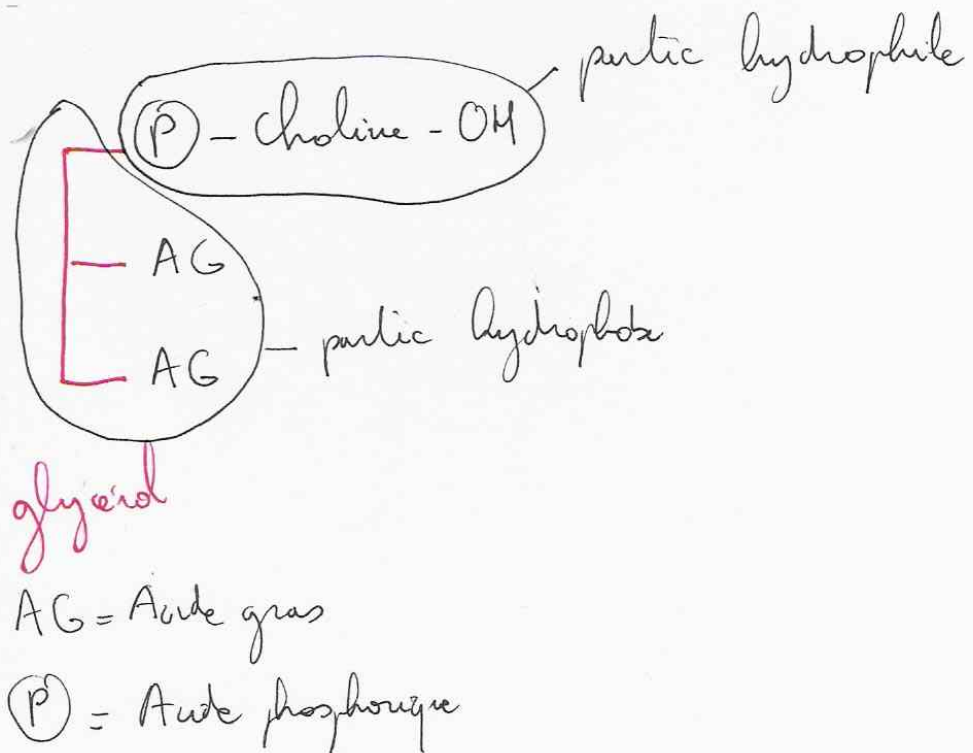 partie hydrophile
P - Choline - OH
AG
AG - partie hydrophobe
glycérol
AG = Acide gras
P = Acide phosphorique